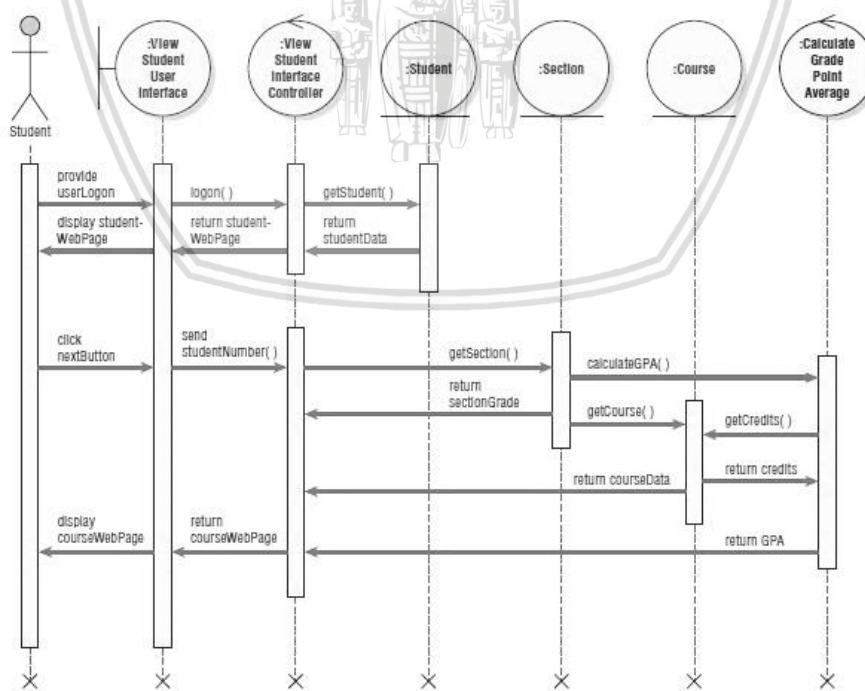 :View
Student
User
Interface
:View
Student
Interface
Controller
:Student
:Section
:Course
:Calculate
Grade
Point
Average
Student
provide
userLogon
logon( )
getStudent( )
display student-
WebPage
return student-
WebPage
return
studentData
click
nextButton
send
studentNumber( )
getSection( )
calculateGPA( )
return
sectionGrade
getCourse( )
getCredits( )
return courseData
return credits
display
courseWebPage
return
courseWebPage
return GPA